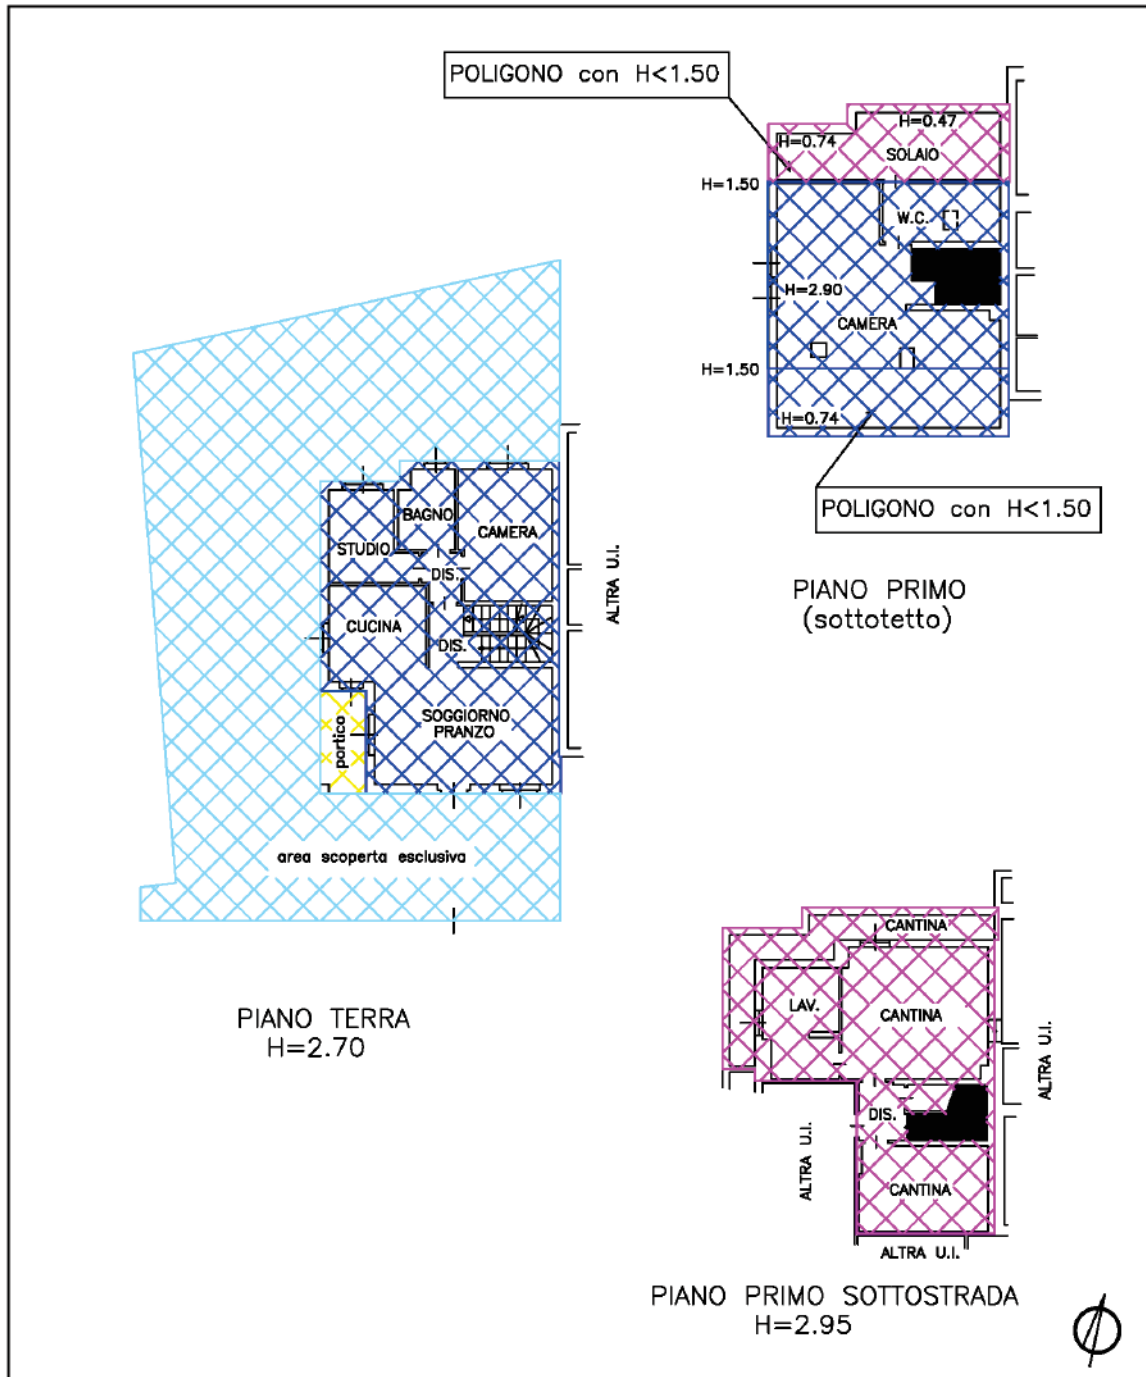 POLIGONO con H<1.50
H=0.47
H=0.74
SOLAIO
H=1.50
W.C.
H=2.90
CAMERA
H=1.50
H=0.74
POLIGONO con H<1.50
PIANO PRIMO
(sottotetto)
BAGNO
CAMERA
STUDIO
DIS.
ALTRA U.I.
CUCINA
DIS.
SOGGIORNO
PRANZO
portico
area scoperta esclusiva
PIANO TERRA
H=2.70
CANTINA
LAV.
CANTINA
ALTRA U.I.
DIS.
ALTRA U.I.
CANTINA
ALTRA U.I.
PIANO PRIMO SOTTOSTRADA
H=2.95